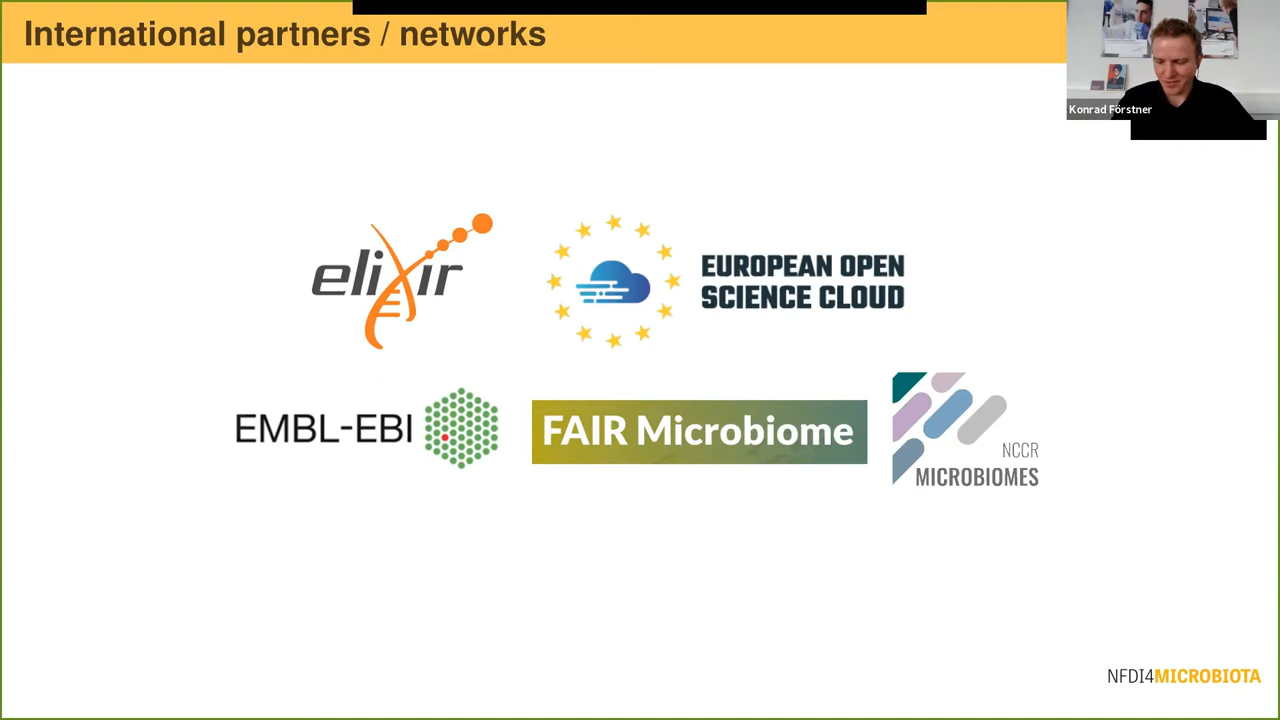 International partners / networks
Konrad Förstner
elixir
EUROPEAN OPEN
SCIENCE CLOUD
EMBL-EBI
FAIR Microbiome
NCCR
MICROBIOMES
NFDI4MICROBIOTA